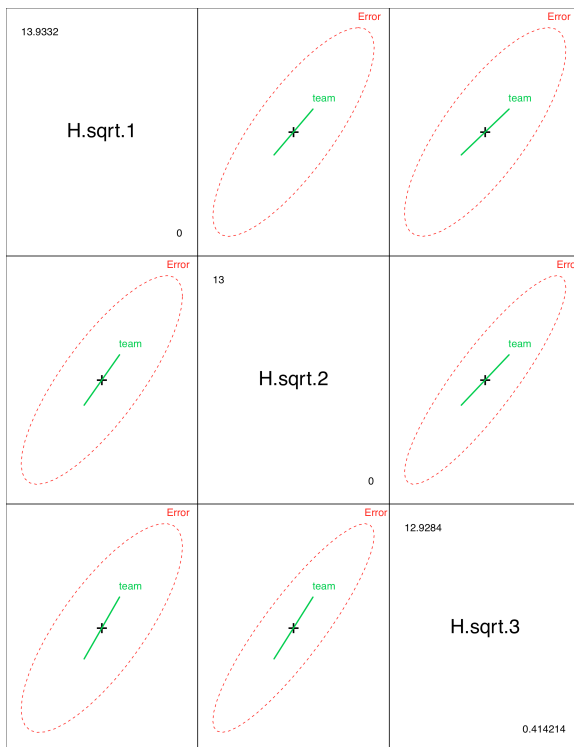 13.9332
H.sqrt.1
0
Error
team
Error
team
Error
team
13
H.sqrt.2
0
Erro
team
Error
team
Error
team
12.9284
H.sqrt.3
0.414214